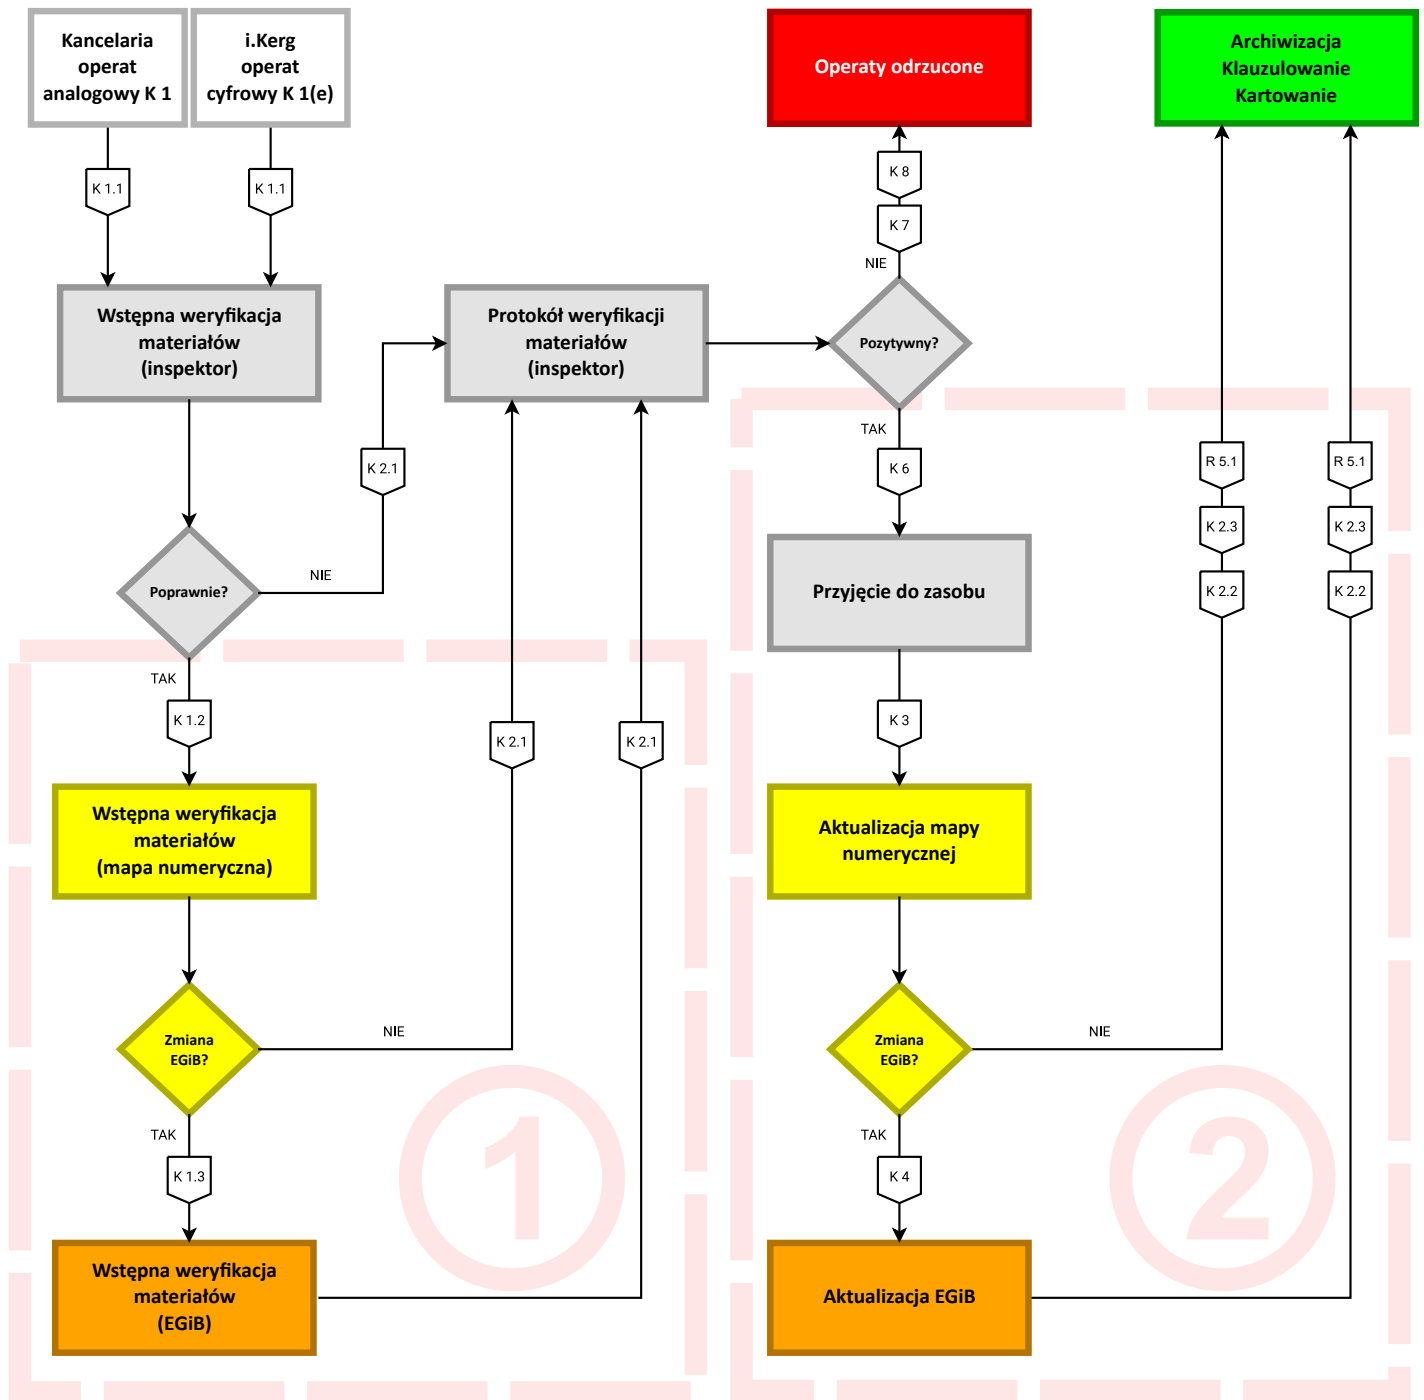 Kancelaria
operat
analogowy K 1
i.Kerg
operat
cyfrowy K 1(e)
Operaty odrzucone
Archiwizacja
Klauzulowanie
Kartowanie
K 1.1
K 1.1
K 8
K 7
NIE
Wstępna weryfikacja
materiałów
(inspektor)
Protokół weryfikacji
materiałów
(inspektor)
Pozytywny?
TAK
K 2.1
K 6
R 5.1
R 5.1
K 2.3
K 2.3
K 2.2
K 2.2
Poprawnie?
NIE
Przyjęcie do zasobu
TAK
K 1.2
K 2.1
K 2.1
K 3
Wstępna weryfikacja
materiałów
(mapa numeryczna)
Aktualizacja mapy
numerycznej
Zmiana
EGiB?
NIE
Zmiana
EGiB?
NIE
TAK
K 1.3
1
TAK
K 4
2
Wstępna weryfikacja
materiałów
(EGiB)
Aktualizacja EGiB